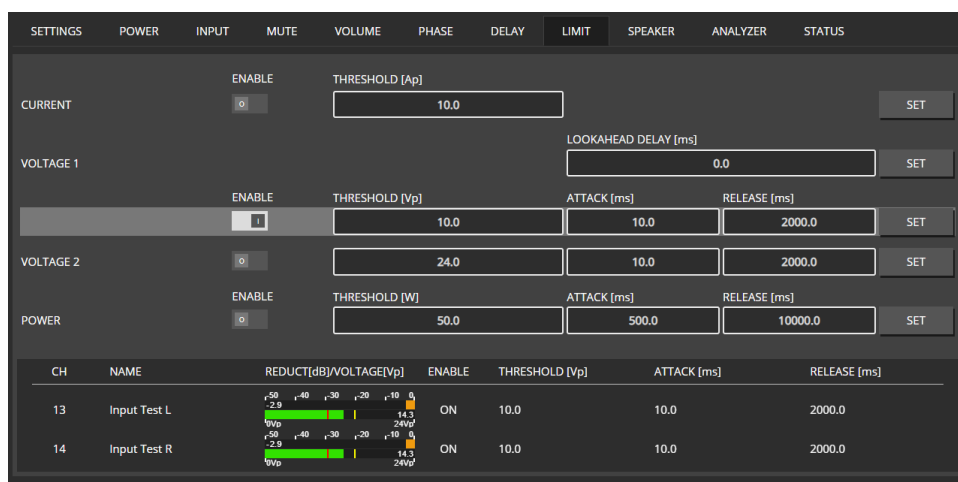 SETTINGS POWER INPUT MUTE VOLUME PHASE DELAY LIMIT SPEAKER ANALYZER STATUS
ENABLE THRESHOLD [Ap]
CURRENT O 10.0 SET
LOOKAHEAD DELAY [ms]
VOLTAGE 1 0.0 SET
ENABLE THRESHOLD [Vp] ATTACK [ms] RELEASE [ms]
I 10.0 10.0 2000.0 SET
VOLTAGE 2 O 24.0 10.0 2000.0 SET
ENABLE THRESHOLD [W] ATTACK [ms] RELEASE [ms]
POWER O 50.0 500.0 10000.0 SET
CH NAME REDUCT[dB]/VOLTAGE[Vp] ENABLE THRESHOLD [Vp] ATTACK [ms] RELEASE [ms]
-50 -40 -30 -20 -10 0
-2.9
13 Input Test L 14.3 ON 10.0 10.0 2000.0
0Vp 24Vp
-50 -40 -30 -20 -10 0
-2.9
14 Input Test R 14.3 ON 10.0 10.0 2000.0
0Vp 24Vp